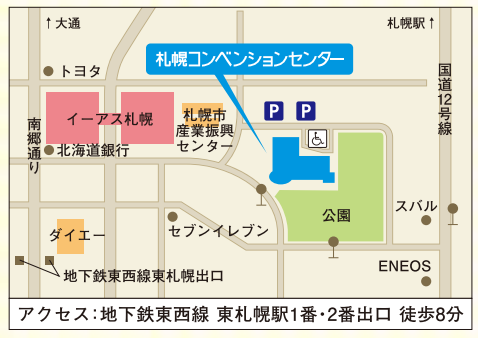 ↑大通
札幌駅↑
札幌コンベンションセンター
トヨタ
国道12号線
イーアス札幌
札幌市
産業振興
センター
P P
南郷通り
北海道銀行
公園
スバル
セブンイレブン
ダイエー
地下鉄東西線東札幌出口
ENEOS
アクセス:地下鉄東西線 東札幌駅1番・2番出口 徒歩8分